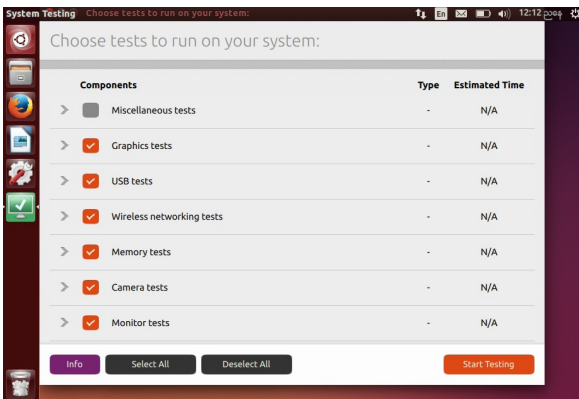 System Testing Choose tests to run on your system: En 12:12
Choose tests to run on your system:
Components Type Estimated Time
Miscellaneous tests - N/A
Graphics tests - N/A
USB tests - N/A
Wireless networking tests - N/A
Memory tests - N/A
Camera tests - N/A
Monitor tests - N/A
Info Select All Deselect All Start Testing